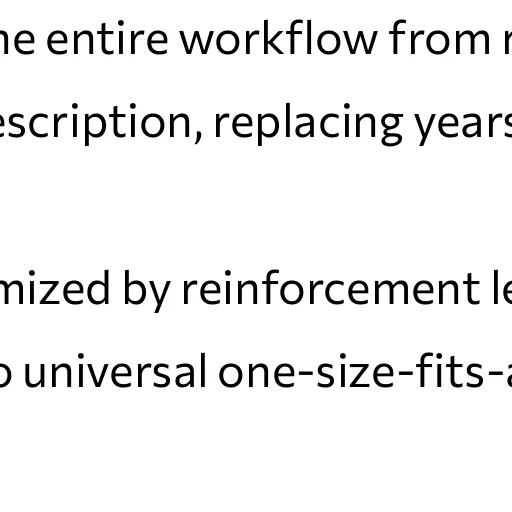 he entire workflow from r
escription, replacing years
mized by reinforcement le
o universal one-size-fits-a